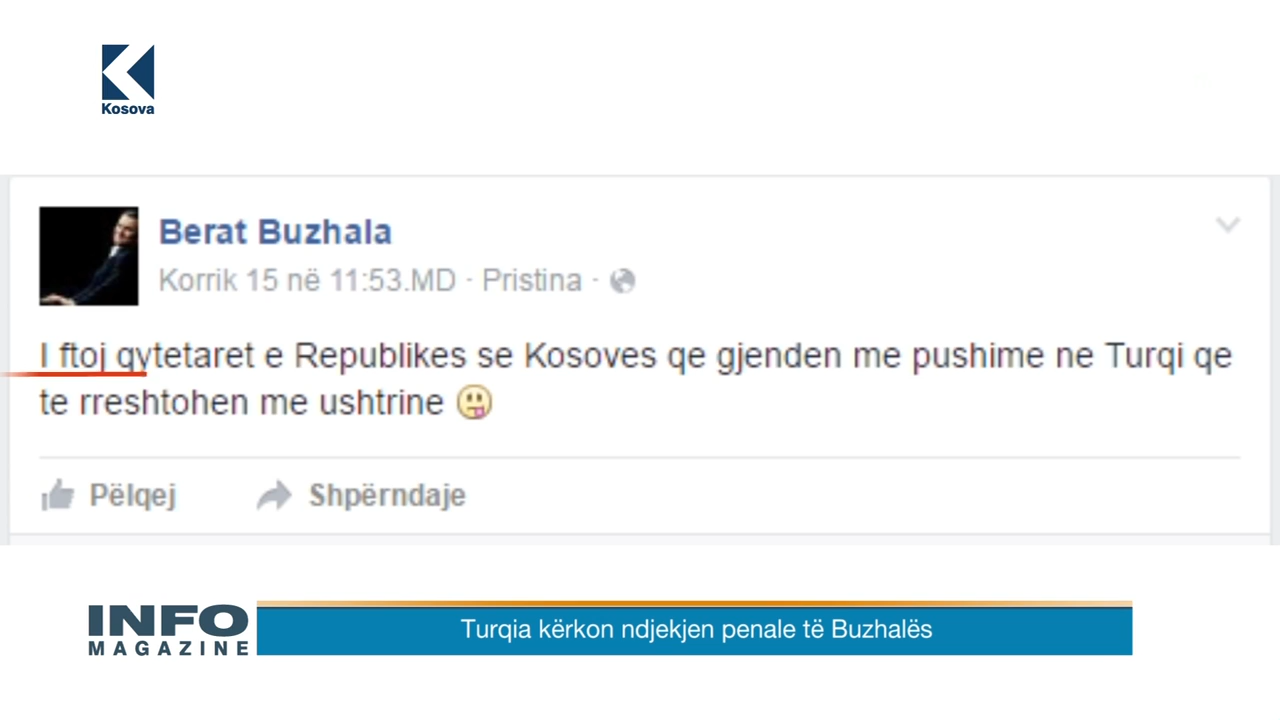 Kosova
Berat Buzhala
Korrik 15 në 11:53.MD · Pristina ·
I ftoj qytetaret e Republikes se Kosoves qe gjenden me pushime ne Turqi qe
te rreshtohen me ushtrine
Pëlqej Shpërndaje
INFO
MAGAZINE
Turqia kërkon ndjekjen penale të Buzhalës